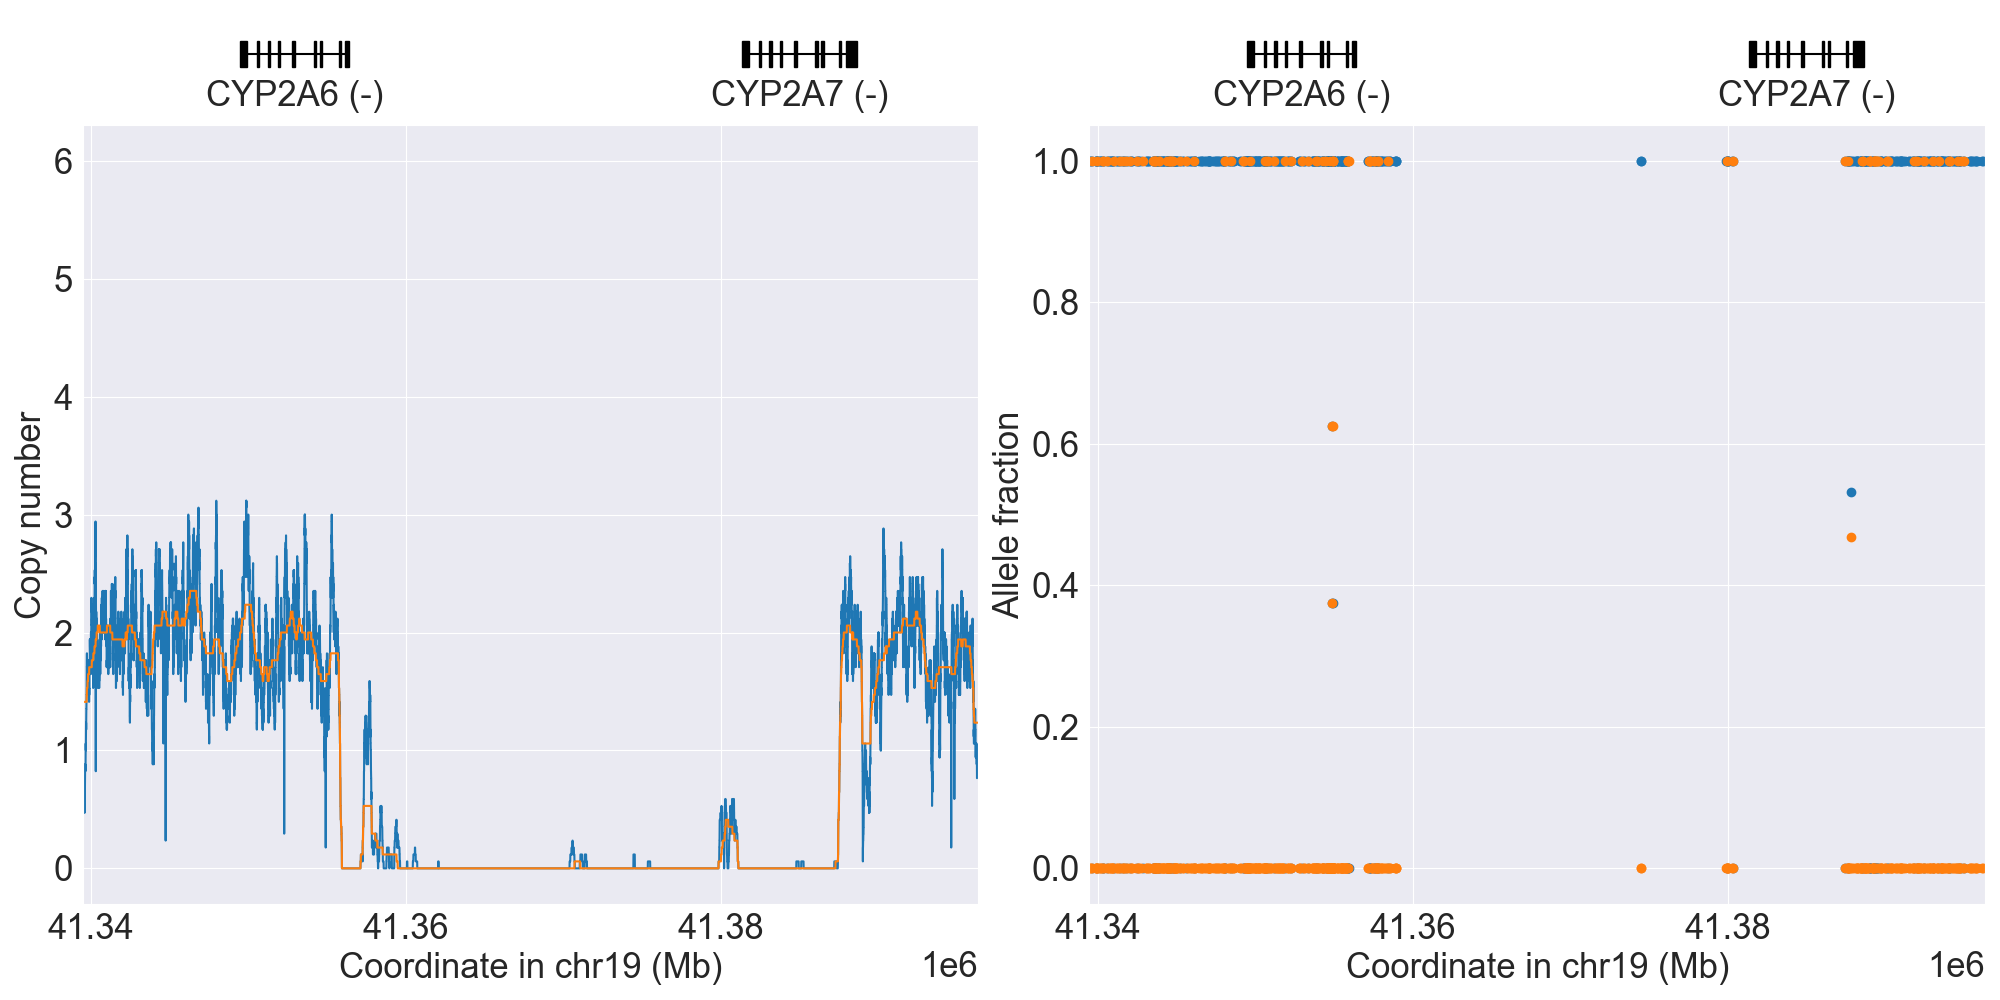 CYP2A6 (-)
CYP2A7 (-)
6
5
4
3
2
1
0
Copy number
41.34
41.36
41.38
Coordinate in chr19 (Mb)
1e6
CYP2A6 (-)
CYP2A7 (-)
1.0
0.8
0.6
0.4
0.2
0.0
Allele fraction
41.34
41.36
41.38
Coordinate in chr19 (Mb)
1e6